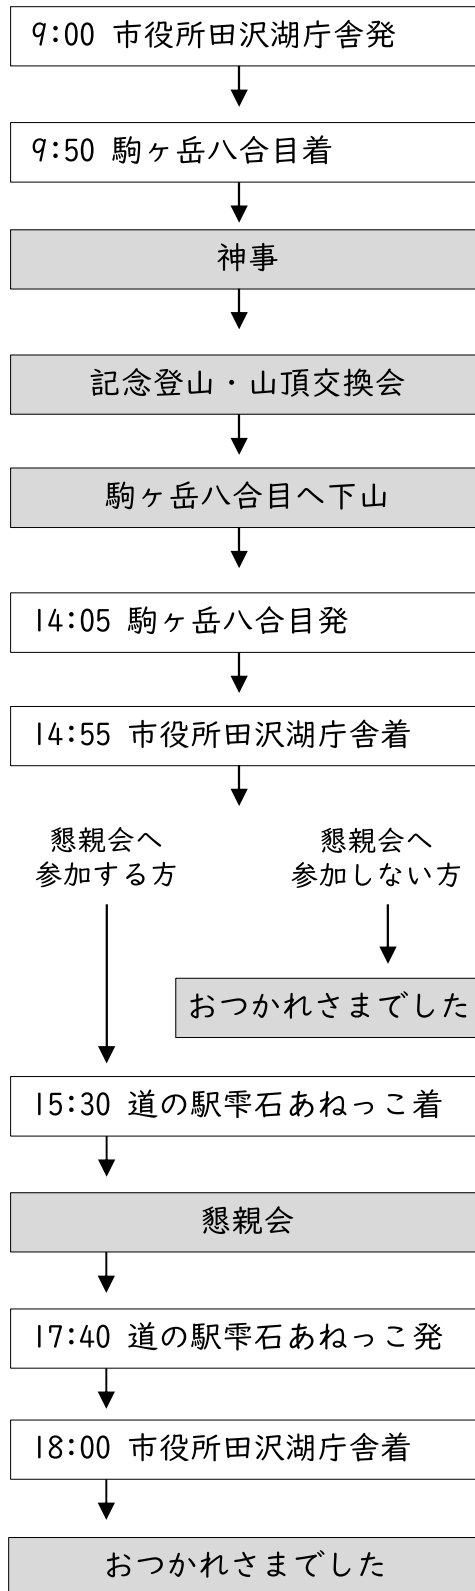 9:00 市役所田沢湖庁舎発
9:50 駒ヶ岳八合目着
神事
記念登山・山頂交換会
駒ヶ岳八合目へ下山
14:05 駒ヶ岳八合目発
14:55 市役所田沢湖庁舎着
懇親会へ
参加する方
懇親会へ
参加しない方
おつかれさまでした
15:30 道の駅雫石あねっこ着
懇親会
17:40 道の駅雫石あねっこ発
18:00 市役所田沢湖庁舎着
おつかれさまでした